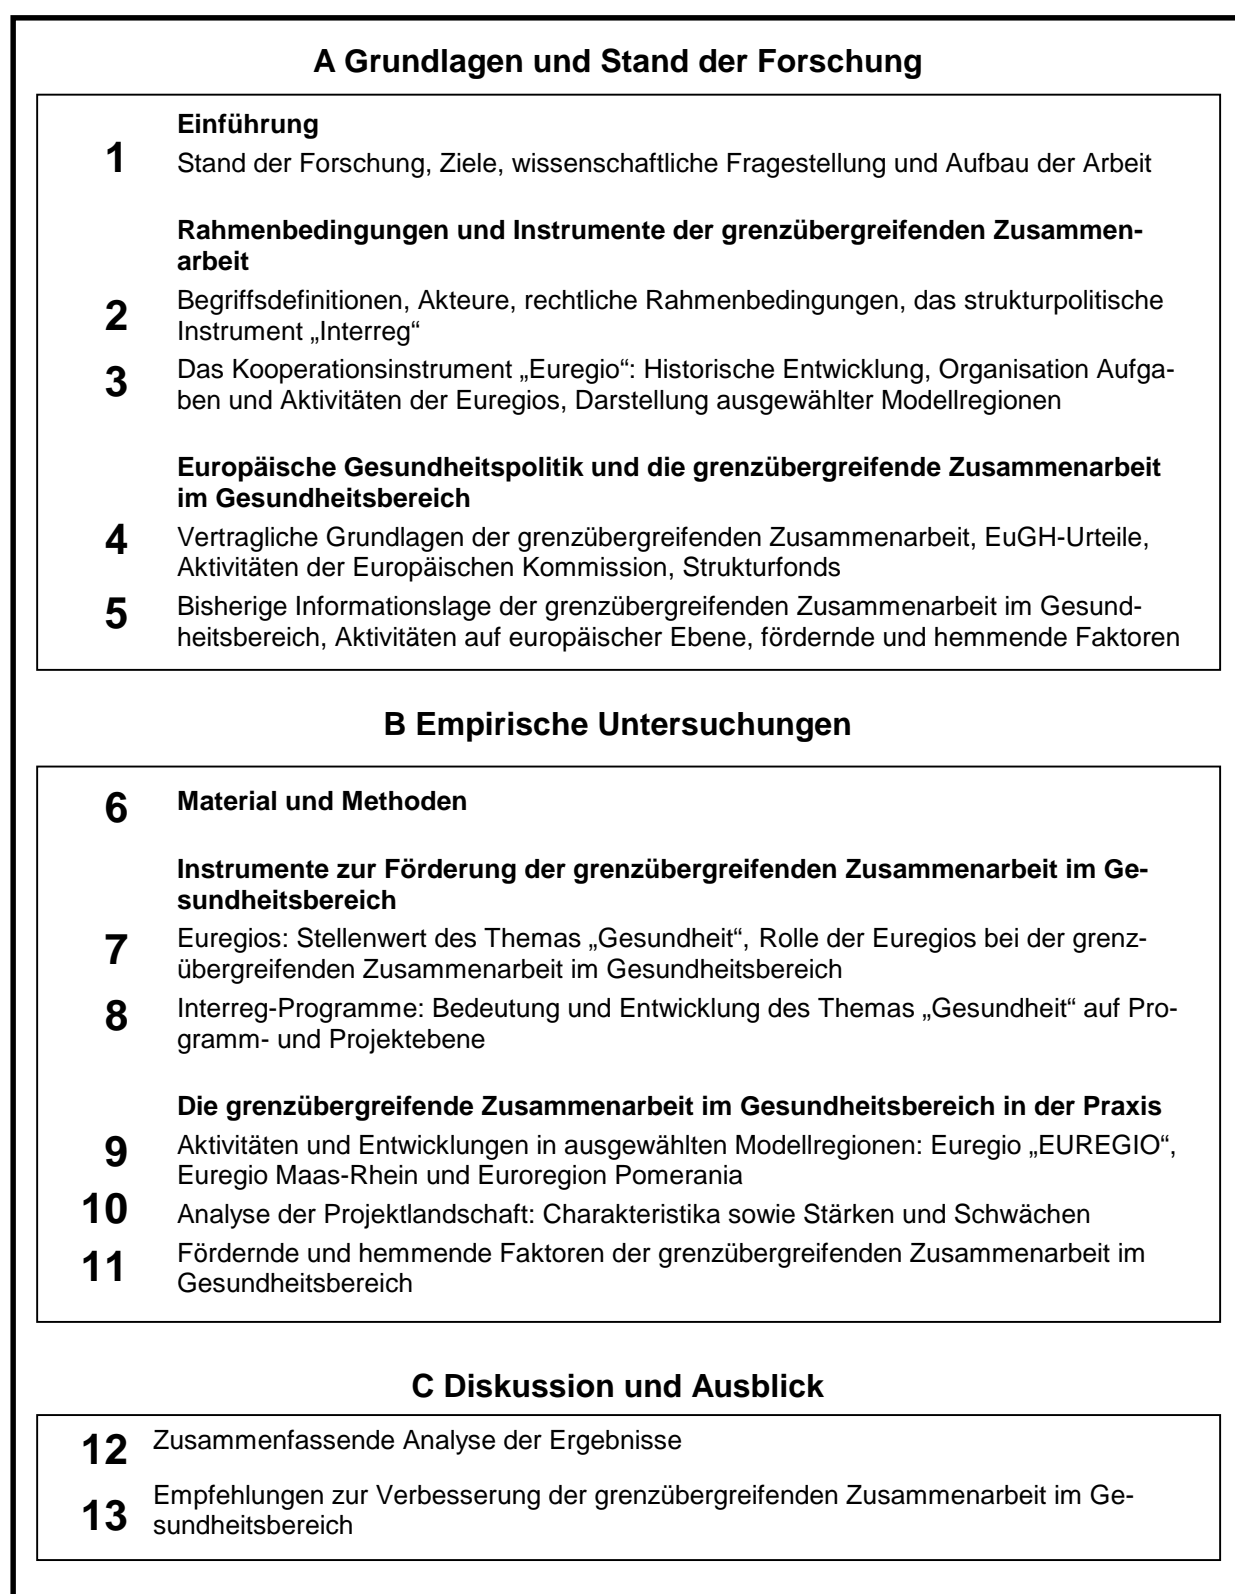 A Grundlagen und Stand der Forschung
Einführung
1 Stand der Forschung, Ziele, wissenschaftliche Fragestellung und Aufbau der Arbeit
Rahmenbedingungen und Instrumente der grenzübergreifenden Zusammen-
arbeit
2 Begriffsdefinitionen, Akteure, rechtliche Rahmenbedingungen, das strukturpolitische
Instrument „Interreg“
3 Das Kooperationsinstrument „Euregio“: Historische Entwicklung, Organisation Aufga-
ben und Aktivitäten der Euregios, Darstellung ausgewählter Modellregionen
Europäische Gesundheitspolitik und die grenzübergreifende Zusammenarbeit
im Gesundheitsbereich
4 Vertragliche Grundlagen der grenzübergreifenden Zusammenarbeit, EuGH-Urteile,
Aktivitäten der Europäischen Kommission, Strukturfonds
5 Bisherige Informationslage der grenzübergreifenden Zusammenarbeit im Gesund-
heitsbereich, Aktivitäten auf europäischer Ebene, fördernde und hemmende Faktoren
B Empirische Untersuchungen
6 Material und Methoden
Instrumente zur Förderung der grenzübergreifenden Zusammenarbeit im Ge-
sundheitsbereich
7 Euregios: Stellenwert des Themas „Gesundheit“, Rolle der Euregios bei der grenz-
übergreifenden Zusammenarbeit im Gesundheitsbereich
8 Interreg-Programme: Bedeutung und Entwicklung des Themas „Gesundheit“ auf Pro-
gramm- und Projektebene
Die grenzübergreifende Zusammenarbeit im Gesundheitsbereich in der Praxis
9 Aktivitäten und Entwicklungen in ausgewählten Modellregionen: Euregio „EUREGIO“,
Euregio Maas-Rhein und Euroregion Pomerania
10 Analyse der Projektlandschaft: Charakteristika sowie Stärken und Schwächen
11 Fördernde und hemmende Faktoren der grenzübergreifenden Zusammenarbeit im
Gesundheitsbereich
C Diskussion und Ausblick
12 Zusammenfassende Analyse der Ergebnisse
13 Empfehlungen zur Verbesserung der grenzübergreifenden Zusammenarbeit im Ge-
sundheitsbereich